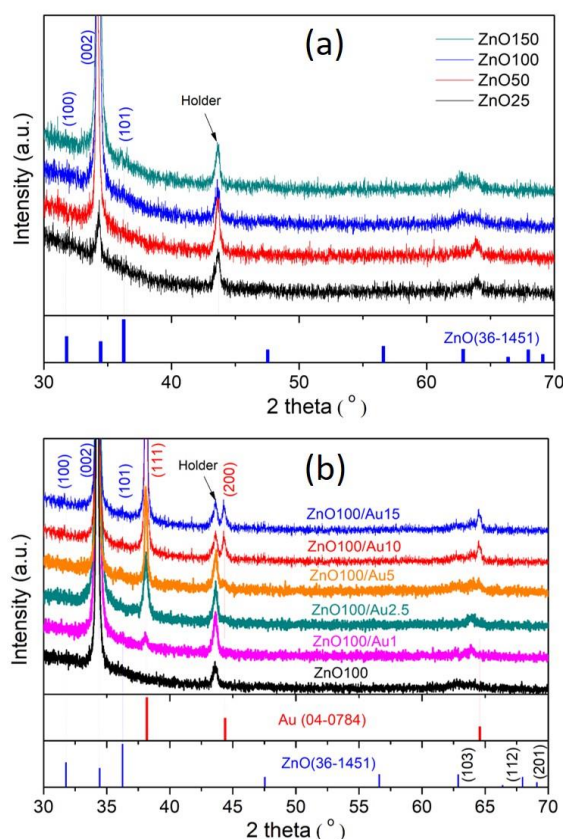 (a)
ZnO150
ZnO100
ZnO50
ZnO25
(100)
(002)
(101)
Holder
Intensity (a.u.)
ZnO(36-1451)
30 40 50 60 70
2 theta (°)
(b)
(100)
(002)
(101)
(111)
Holder
(200)
ZnO100/Au15
ZnO100/Au10
ZnO100/Au5
ZnO100/Au2.5
ZnO100/Au1
ZnO100
Intensity (a.u.)
Au (04-0784)
ZnO(36-1451)
(103)
(112)
(201)
30 35 40 45 50 55 60 65 70
2 theta (°)